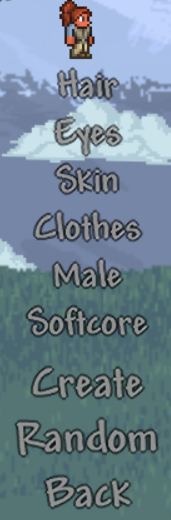 Hair
Eyes
Skin
Clothes
Male
Softcore
Create
Random
Back